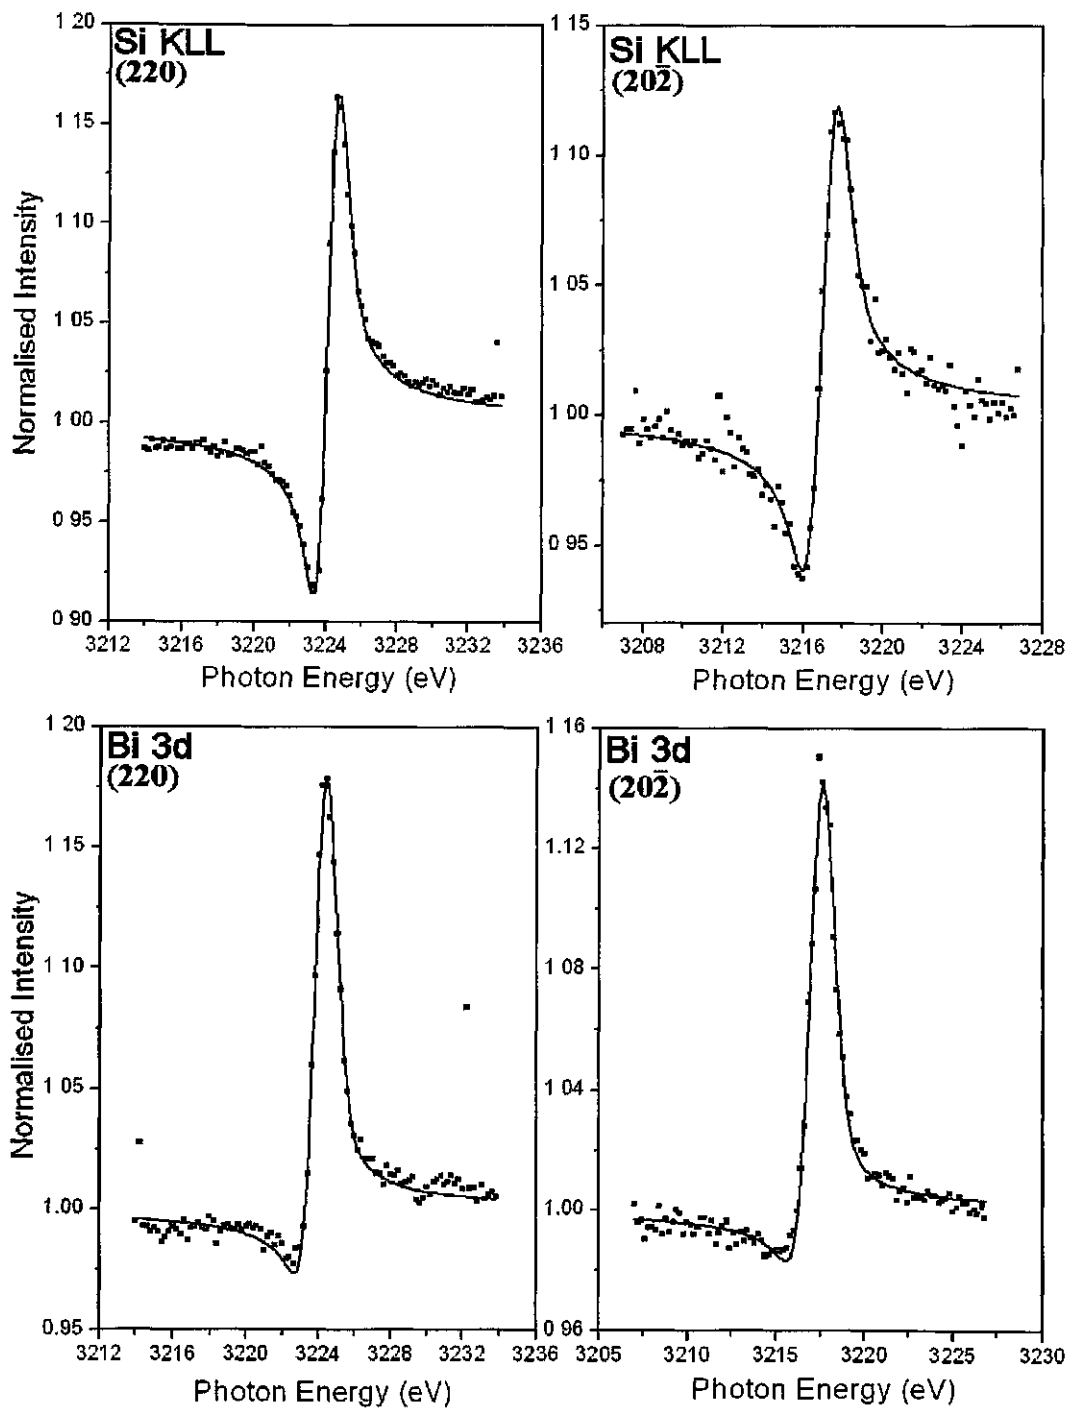 Si KLL
(220)
1 20
1 15
1 10
1 05
1 00
0 95
0 90
Normalised Intensity
3212 3216 3220 3224 3228 3232 3236
Photon Energy (eV)
Si KLL
(202̅)
1 15
1 10
1 05
1 00
0 95
3208 3212 3216 3220 3224 3228
Photon Energy (eV)
Bi 3d
(220)
1 20
1 15
1 10
1 05
1 00
0.95
Normalised Intensity
3212 3216 3220 3224 3228 3232 3236
Photon Energy (eV)
Bi 3d
(202̅)
1 16
1 12
1 08
1 04
1 00
0 96
3205 3210 3215 3220 3225 3230
Photon Energy (eV)